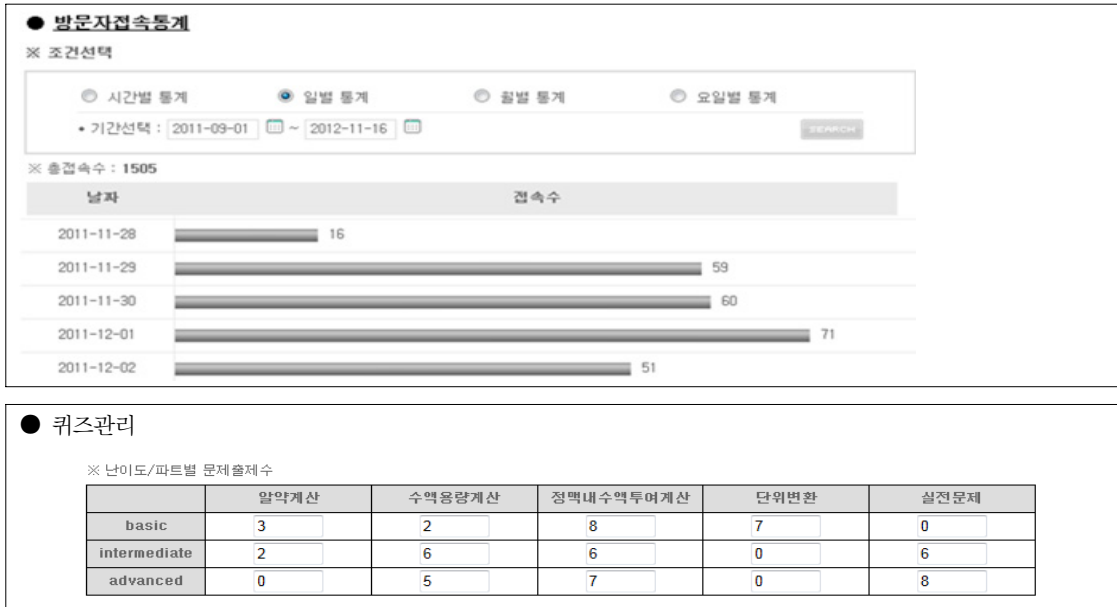 ● 방문자접속통계
※ 조건선택
시간별 통계 일별 통계 월별 통계 요일별 통계
• 기간선택 : 2011-09-01 ~ 2012-11-16 SEARCH
※ 총접속수 : 1505
날짜 접속수
2011-11-28 16
2011-11-29 59
2011-11-30 60
2011-12-01 71
2011-12-02 51
● 퀴즈관리
※ 난이도/파트별 문제출제수
알약계산 수액용량계산 정맥내수액투여계산 단위변환 실전문제
basic 3 2 8 7 0
intermediate 2 6 6 0 6
advanced 0 5 7 0 8